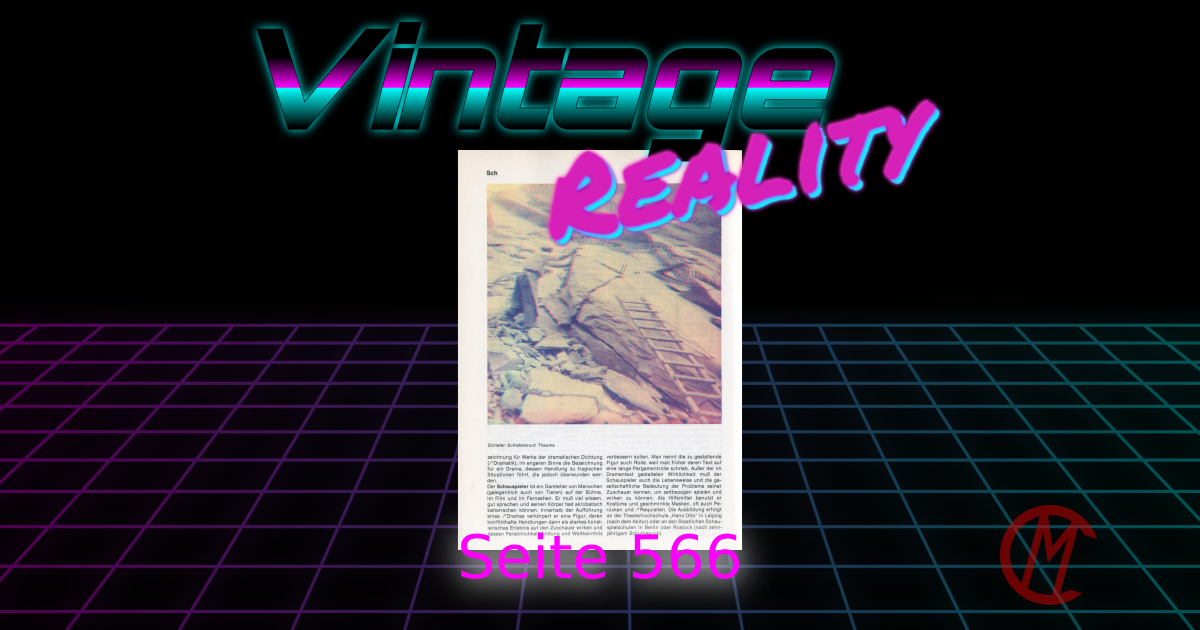 Vintage
REALITY
Sch
Schiefer: Schieferbruch Theuma
zeichnung für Werke der dramatischen Dichtung
(↗Dramatik); im engeren Sinne die Bezeichnung
für ein Drama, dessen Handlung zu tragischen
Situationen führt, die jedoch überwunden wer-
den.
Der Schauspieler ist ein Darsteller von Menschen
(gelegentlich auch von Tieren) auf der Bühne,
im Film und im Fernsehen. Er muß viel wissen,
gut sprechen und seinen Körper fast akrobatisch
beherrschen können. Innerhalb der Aufführung
eines ↗Dramas verkörpert er eine Figur, deren
konflikthafte Handlungen dann als starkes künst-
lerisches Erlebnis auf den Zuschauer wirken und
dessen Persönlichkeitsbildung und Weltkenntnis
verbessern sollen. Man nennt die zu gestaltende
Figur auch Rolle, weil man früher deren Text auf
eine lange Pergamentrolle schrieb. Außer der im
Dramentext gestalteten Wirklichkeit muß der
Schauspieler auch die Lebensweise und die ge-
sellschaftliche Bedeutung der Probleme seiner
Zuschauer kennen, um zeitbezogen spielen und
wirken zu können. Als Hilfsmittel benutzt er
Kostüme und geschminkte Masken, oft auch Pe-
rücken und ↗Requisiten. Die Ausbildung erfolgt
an der Theaterhochschule „Hans Otto" in Leipzig
(nach dem Abitur) oder an den Staatlichen Schau-
spielschulen in Berlin oder Rostock (nach zehn-
jährigem Schulbesuch).
Seite 566